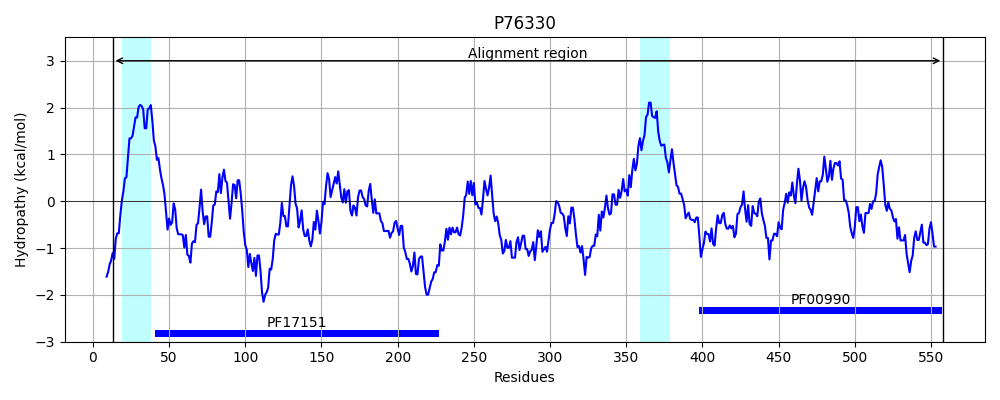 P76330
Alignment region
3
2
1
0
−1
−2
−3
Hydropathy (kcal/mol)
PF00990
PF17151
0 50 100 150 200 250 300 350 400 450 500 550
Residues